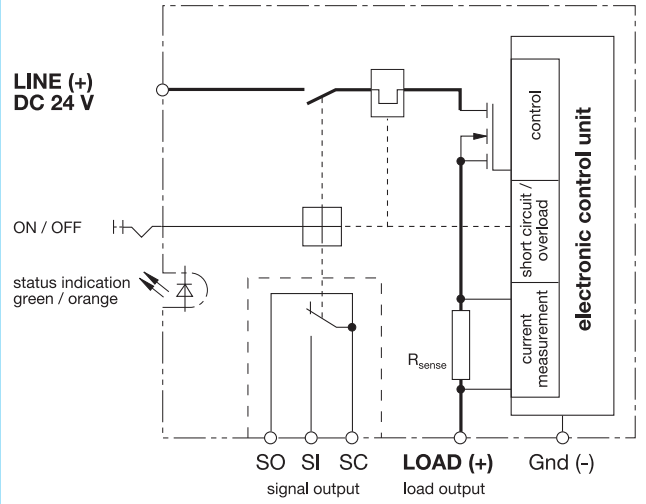 LINE (+)
DC 24 V
control
electronic control unit
ON / OFF
short circuit /
overload
status indication
green / orange
current
measurement
Rsense
SO SI SC LOAD (+) Gnd (-)
signal output load output